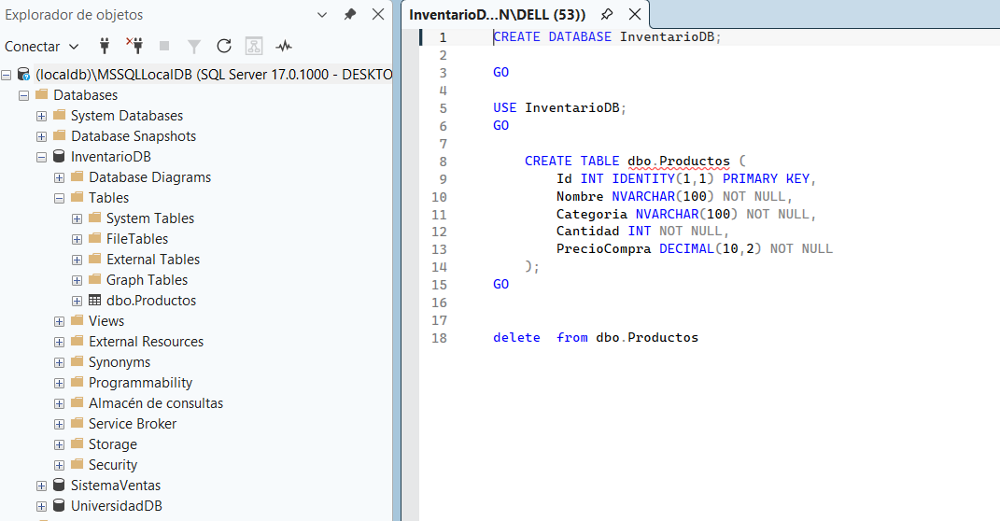 Explorador de objetos
Conectar
(localdb)\MSSQLLocalDB (SQL Server 17.0.1000 - DESKTO
Databases
System Databases
Database Snapshots
InventarioDB
Database Diagrams
Tables
System Tables
FileTables
External Tables
Graph Tables
dbo.Productos
Views
External Resources
Synonyms
Programmability
Almacén de consultas
Service Broker
Storage
Security
SistemaVentas
UniversidadDB
InventarioD...N\DELL (53))
1 CREATE DATABASE InventarioDB;
2
3 GO
4
5 USE InventarioDB;
6 GO
7
8 CREATE TABLE dbo.Productos (
9 Id INT IDENTITY(1,1) PRIMARY KEY,
10 Nombre NVARCHAR(100) NOT NULL,
11 Categoria NVARCHAR(100) NOT NULL,
12 Cantidad INT NOT NULL,
13 PrecioCompra DECIMAL(10,2) NOT NULL
14 );
15 GO
16
17
18 delete from dbo.Productos